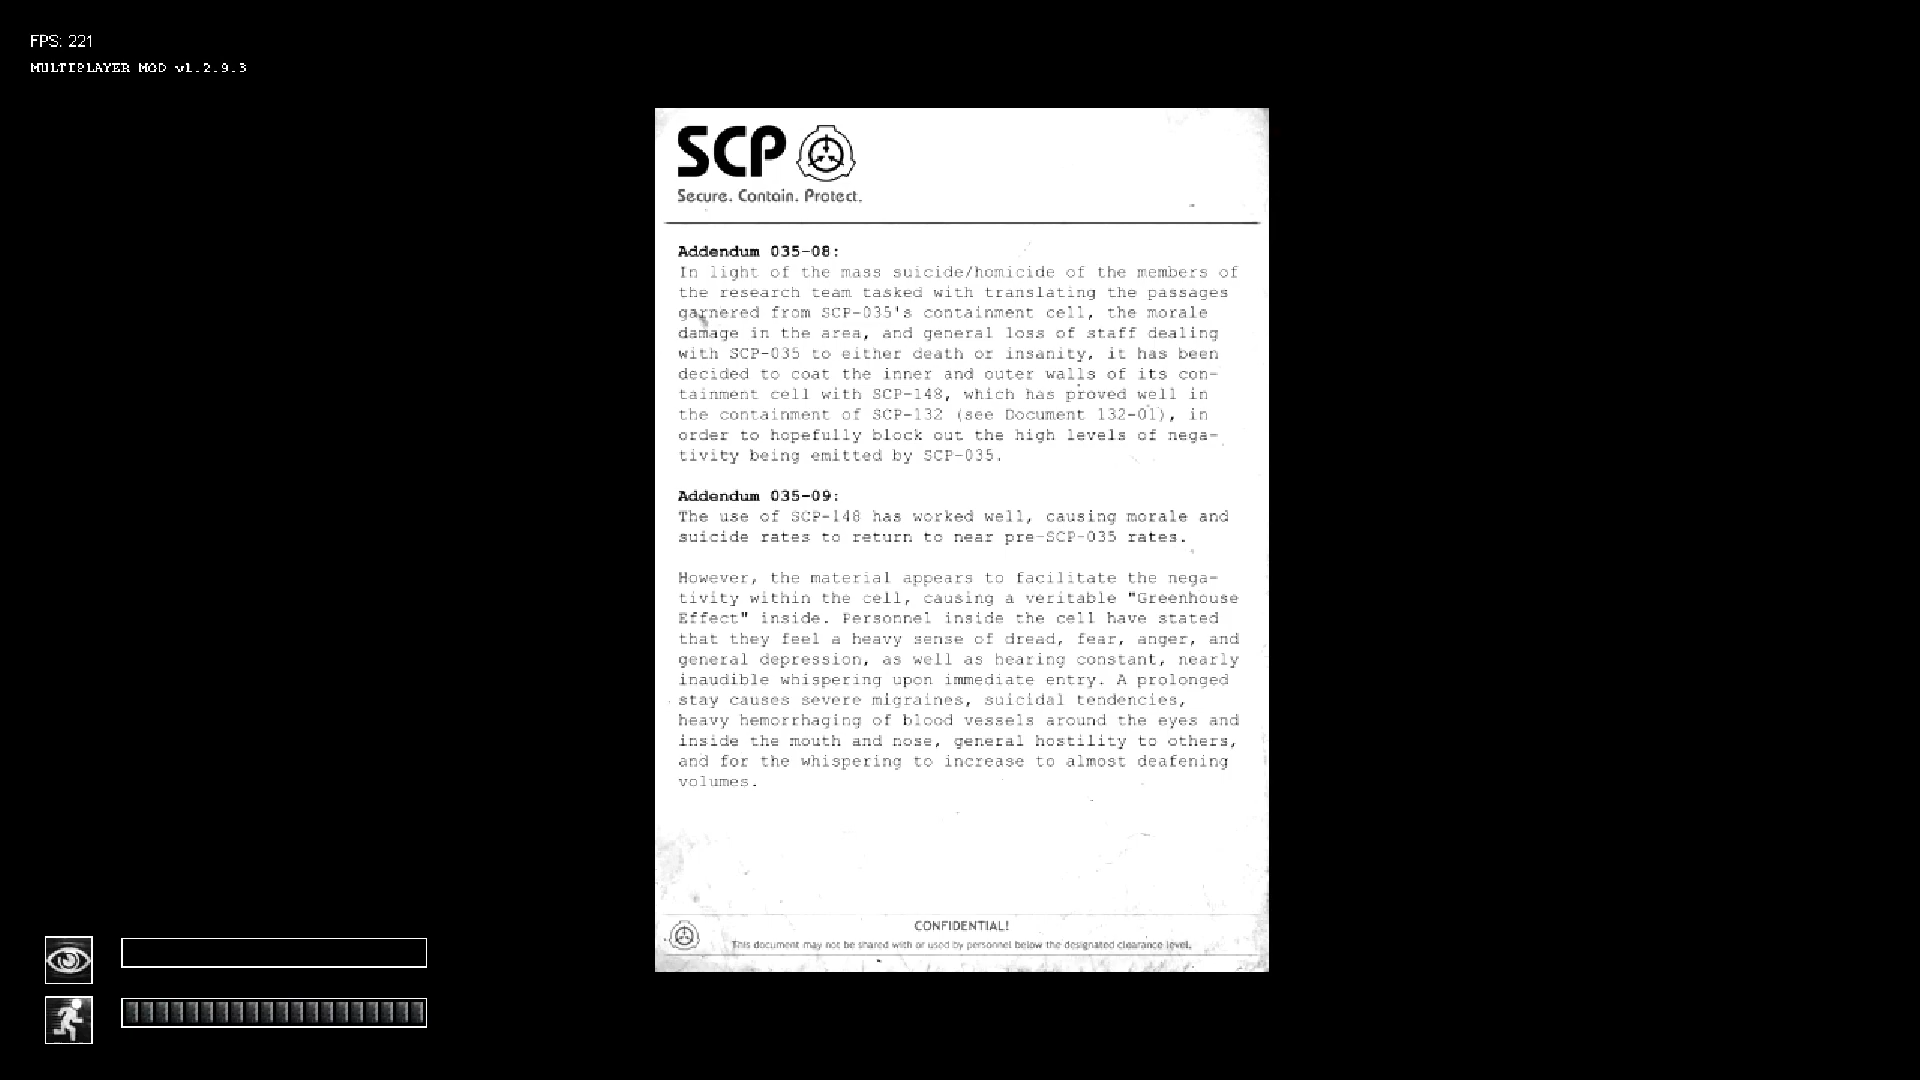 FPS: 221
MULTIPLAYER MOD v1.2.9.3
SCP
Secure. Contain. Protect.
Addendum 035-08:
In light of the mass suicide/homicide of the members of
the research team tasked with translating the passages
garnered from SCP-035's containment cell, the morale
damage in the area, and general loss of staff dealing
with SCP-035 to either death or insanity, it has been
decided to coat the inner and outer walls of its con-
tainment cell with SCP-148, which has proved well in
the containment of SCP-132 (see Document 132-01), in
order to hopefully block out the high levels of nega-
tivity being emitted by SCP-035.
Addendum 035-09:
The use of SCP-148 has worked well, causing morale and
suicide rates to return to near pre-SCP-035 rates.
However, the material appears to facilitate the nega-
tivity within the cell, causing a veritable "Greenhouse
Effect" inside. Personnel inside the cell have stated
that they feel a heavy sense of dread, fear, anger, and
general depression, as well as hearing constant, nearly
inaudible whispering upon immediate entry. A prolonged
stay causes severe migraines, suicidal tendencies,
heavy hemorrhaging of blood vessels around the eyes and
inside the mouth and nose, general hostility to others,
and for the whispering to increase to almost deafening
volumes.
CONFIDENTIAL!
This document may not be shared with or used by personnel below the designated clearance level.